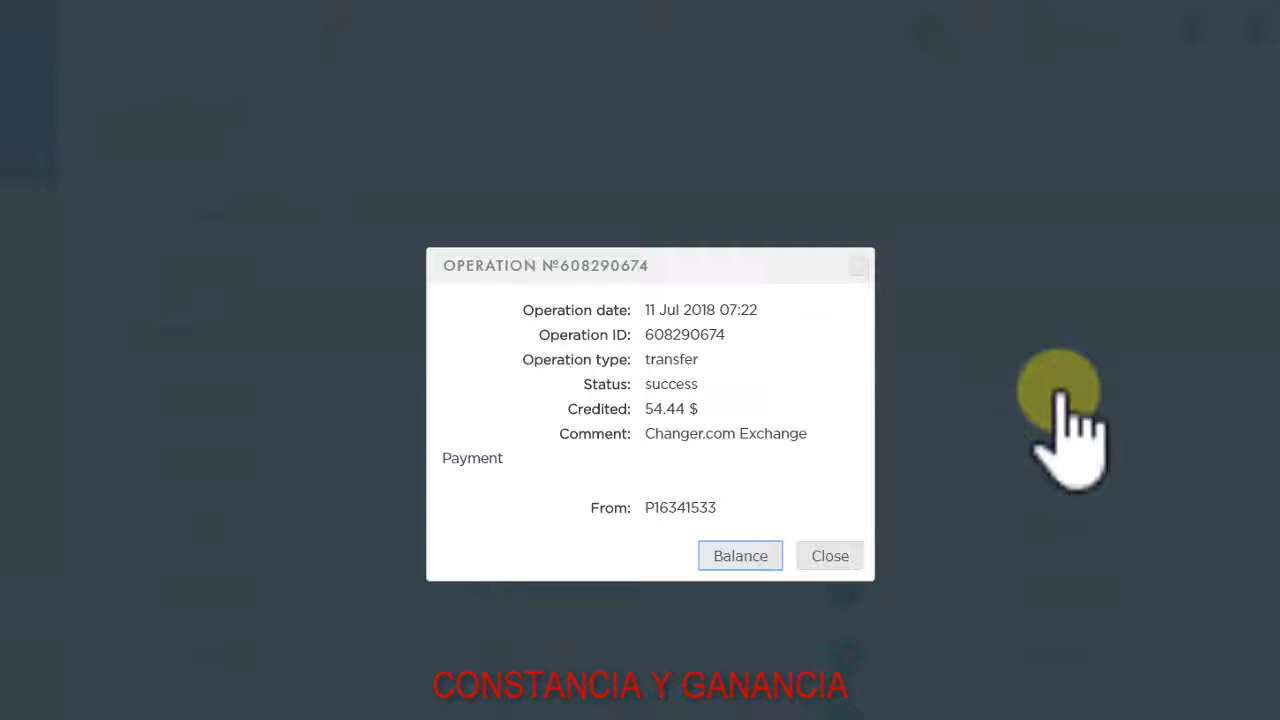 OPERATION №608290674
Operation date: 11 Jul 2018 07:22
Operation ID: 608290674
Operation type: transfer
Status: success
Credited: 54.44 $
Comment: Changer.com Exchange
Payment
From: P16341533
Balance Close
CONSTANCIA Y GANANCIA